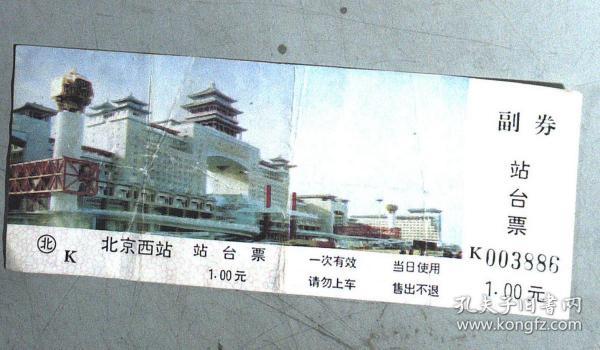 副券
站台票
K003886
1.00元
北 K 北京西站 站台票
1.00元
一次有效 当日使用
请勿上车 售出不退
孔夫子旧书网
www.kongfz.com